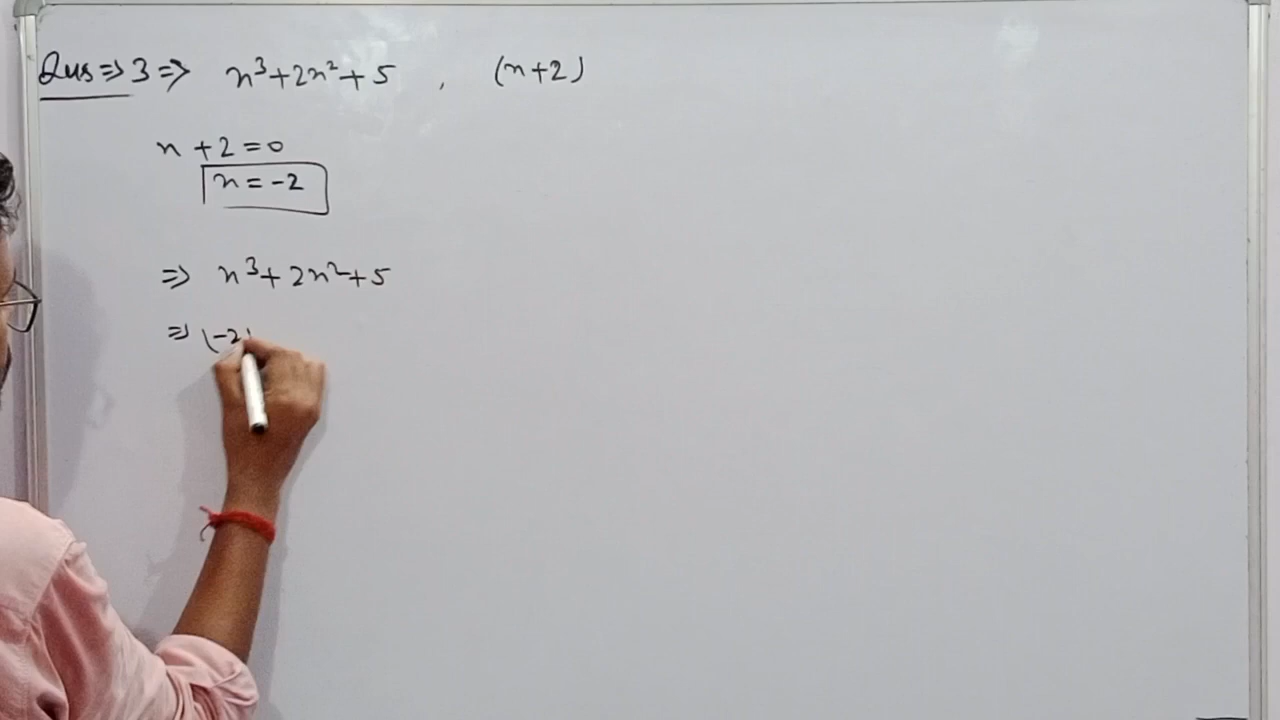 Qus => 3 => x³+2x²+5 , (x+2)
x +2=0
x = -2
=> x³+2x²+5
=> (-2)